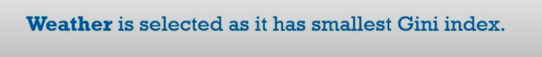 Weather is selected as it has smallest Gini index.